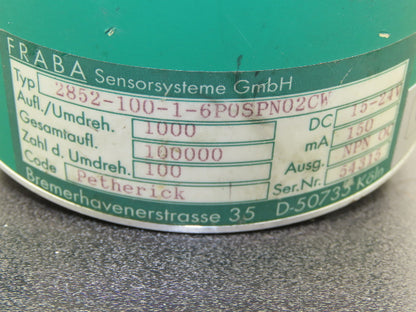 FRABA Sensorsysteme GmbH
Typ 2852-100-1-6P0SPN02CW
Aufl./Umdreh. 1000 DC 15-24V
Gesamtaufl. 100000 mA 150
Zahl d. Umdreh. 100 Ausg. NPN OC
Code Petherick Ser.Nr.
Bremerhavenerstrasse 35 D-50735 Köln